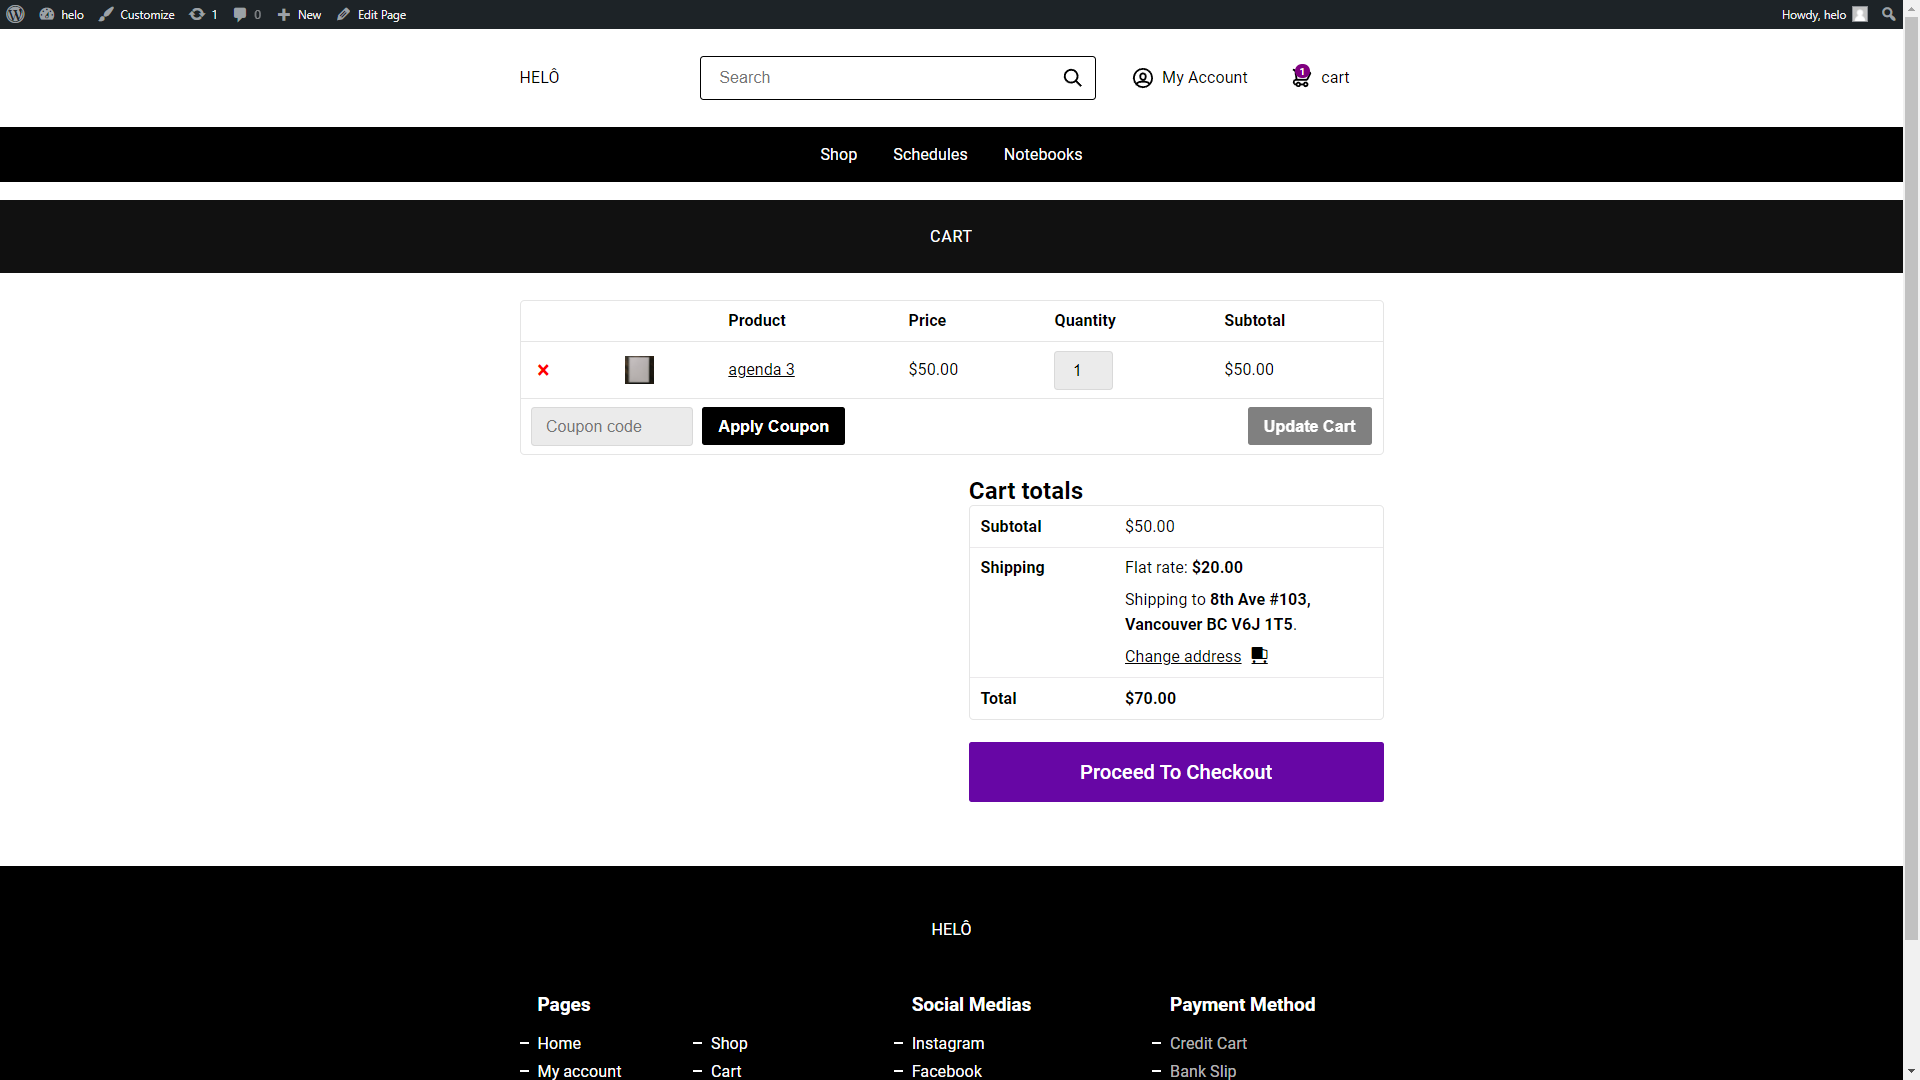 helo Customize 1 0 New Edit Page Howdy, helo
HELÔ Search My Account 1 cart
Shop Schedules Notebooks
CART
Product Price Quantity Subtotal
agenda 3 $50.00 1 $50.00
Coupon code Apply Coupon Update Cart
Cart totals
Subtotal $50.00
Shipping Flat rate: $20.00
Shipping to 8th Ave #103,
Vancouver BC V6J 1T5.
Change address
Total $70.00
Proceed To Checkout
HELÔ
Pages Social Medias Payment Method
Home Shop Instagram Credit Cart
My account Cart Facebook Bank Slip